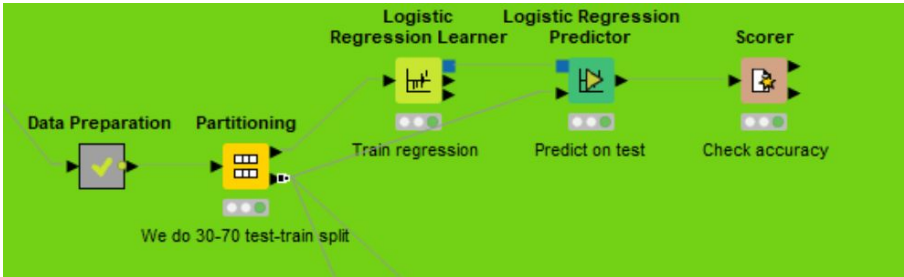 Logistic
Regression Learner
Logistic Regression
Predictor
Scorer
Data Preparation
Partitioning
Train regression
Predict on test
Check accuracy
We do 30-70 test-train split